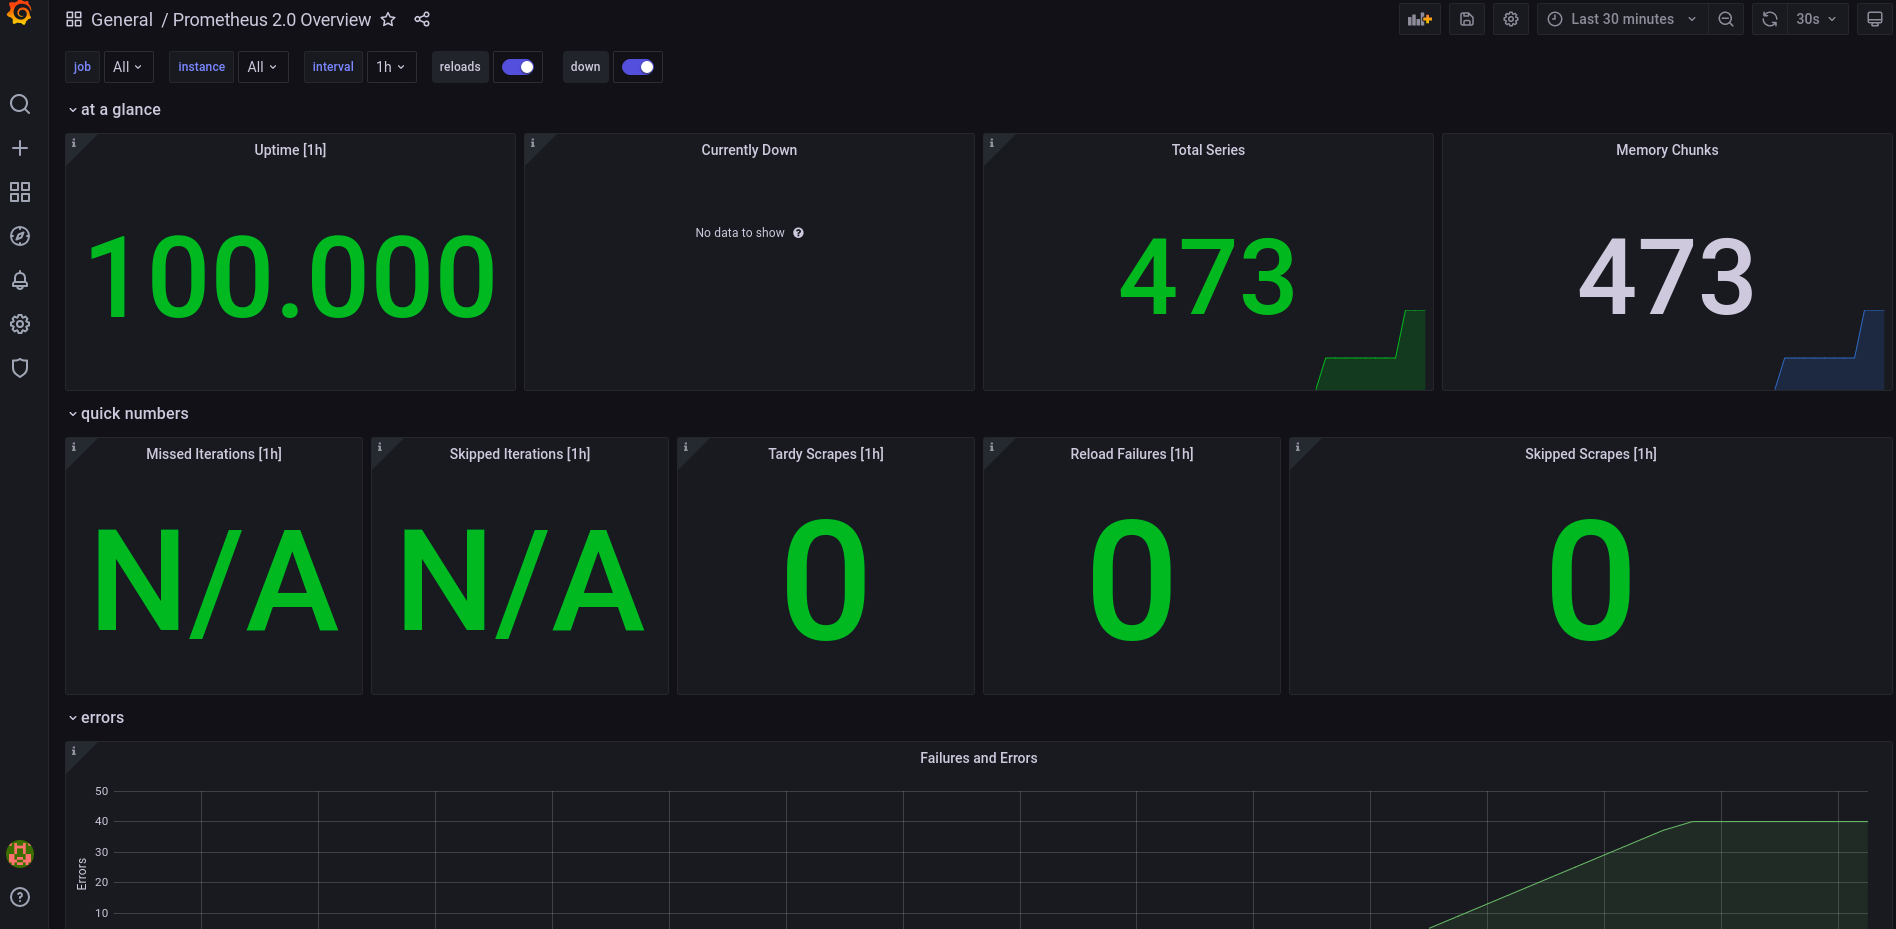 General / Prometheus 2.0 Overview
Last 30 minutes
30s
job All instance All interval 1h reloads down
at a glance
i
Uptime [1h]
100.000
i
Currently Down
No data to show ?
i
Total Series
473
Memory Chunks
473
quick numbers
i
Missed Iterations [1h]
N/A
i
Skipped Iterations [1h]
N/A
i
Tardy Scrapes [1h]
0
i
Reload Failures [1h]
0
i
Skipped Scrapes [1h]
0
errors
i
Failures and Errors
Errors
50
40
30
20
10
?